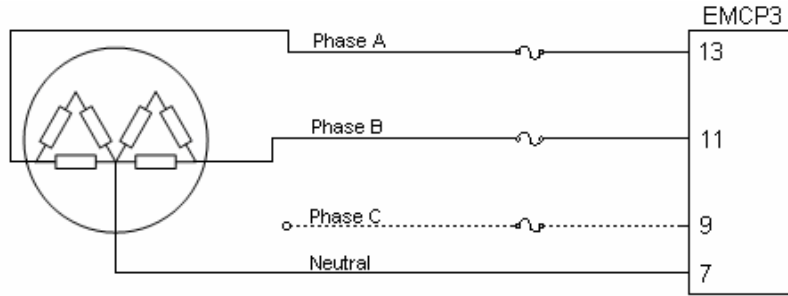 EMCP3
Phase A
13
Phase B
11
Phase C
9
Neutral
7